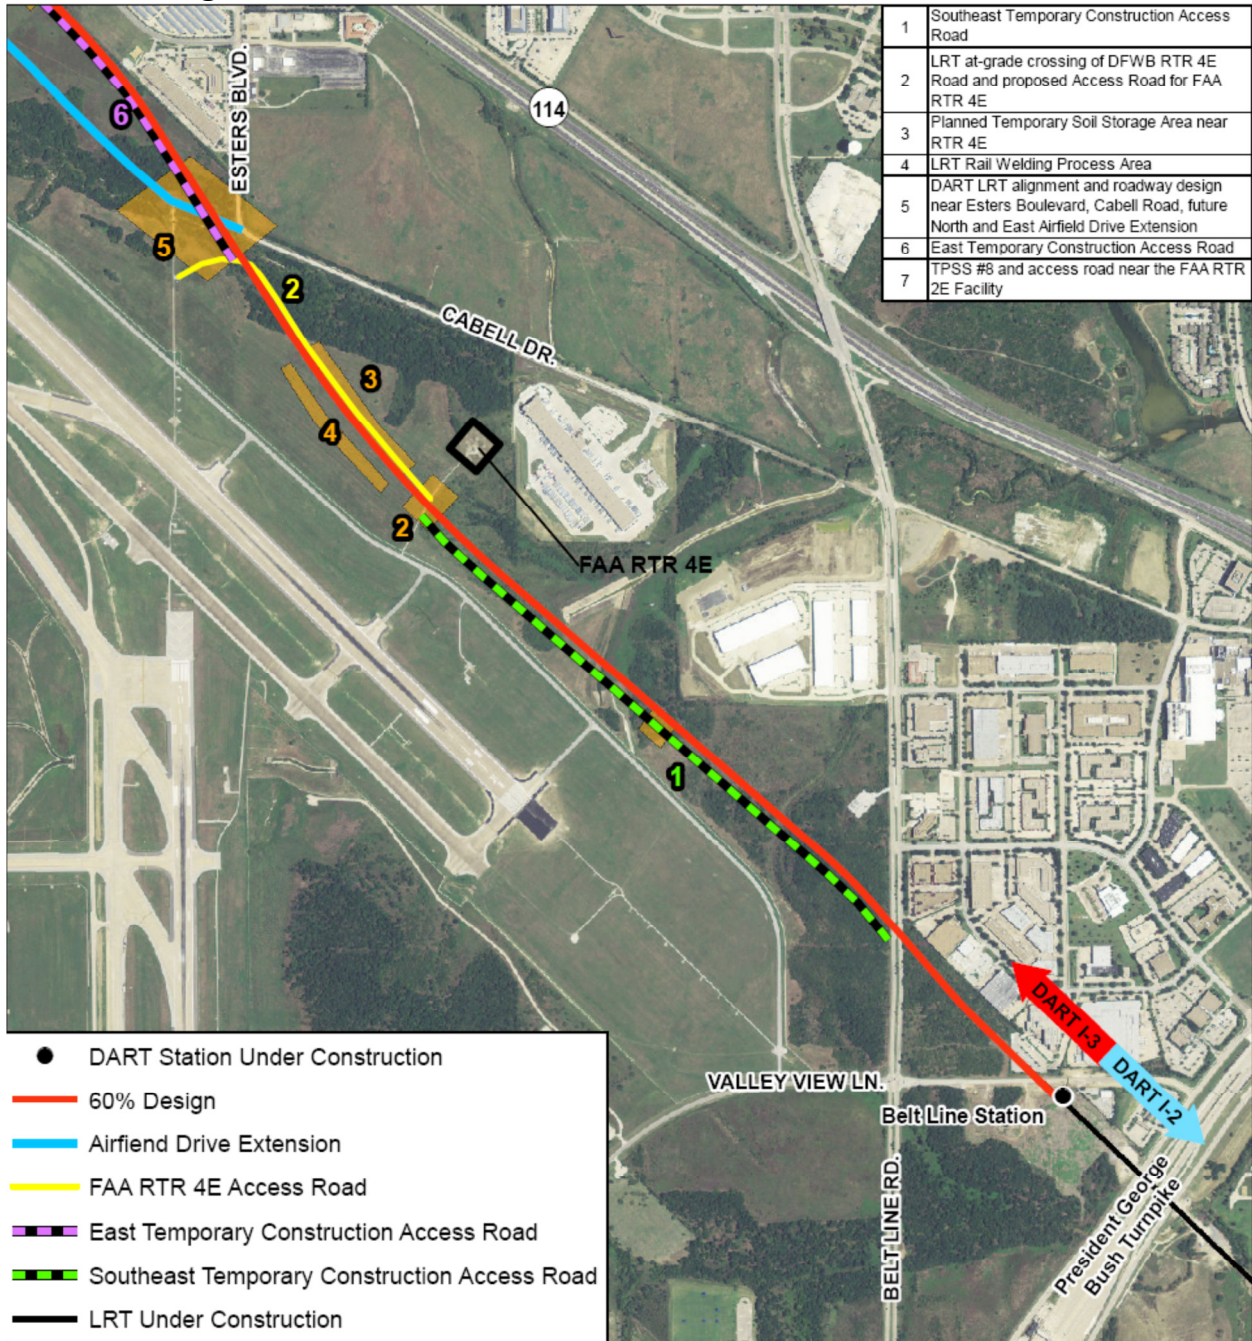 1 Southeast Temporary Construction Access
Road
2 LRT at-grade crossing of DFWB RTR 4E
Road and proposed Access Road for FAA
RTR 4E
3 Planned Temporary Soil Storage Area near
RTR 4E
4 LRT Rail Welding Process Area
5 DART LRT alignment and roadway design
near Esters Boulevard, Cabell Road, future
North and East Airfield Drive Extension
6 East Temporary Construction Access Road
7 TPSS #8 and access road near the FAA RTR
2E Facility
ESTERS BLVD.
114
6
5
2
CABELL DR.
3
4
2
FAA RTR 4E
1
DART I-3
DART I-2
VALLEY VIEW LN.
Belt Line Station
BELT LINE RD.
President George
Bush Turnpike
DART Station Under Construction
60% Design
Airfiend Drive Extension
FAA RTR 4E Access Road
East Temporary Construction Access Road
Southeast Temporary Construction Access Road
LRT Under Construction